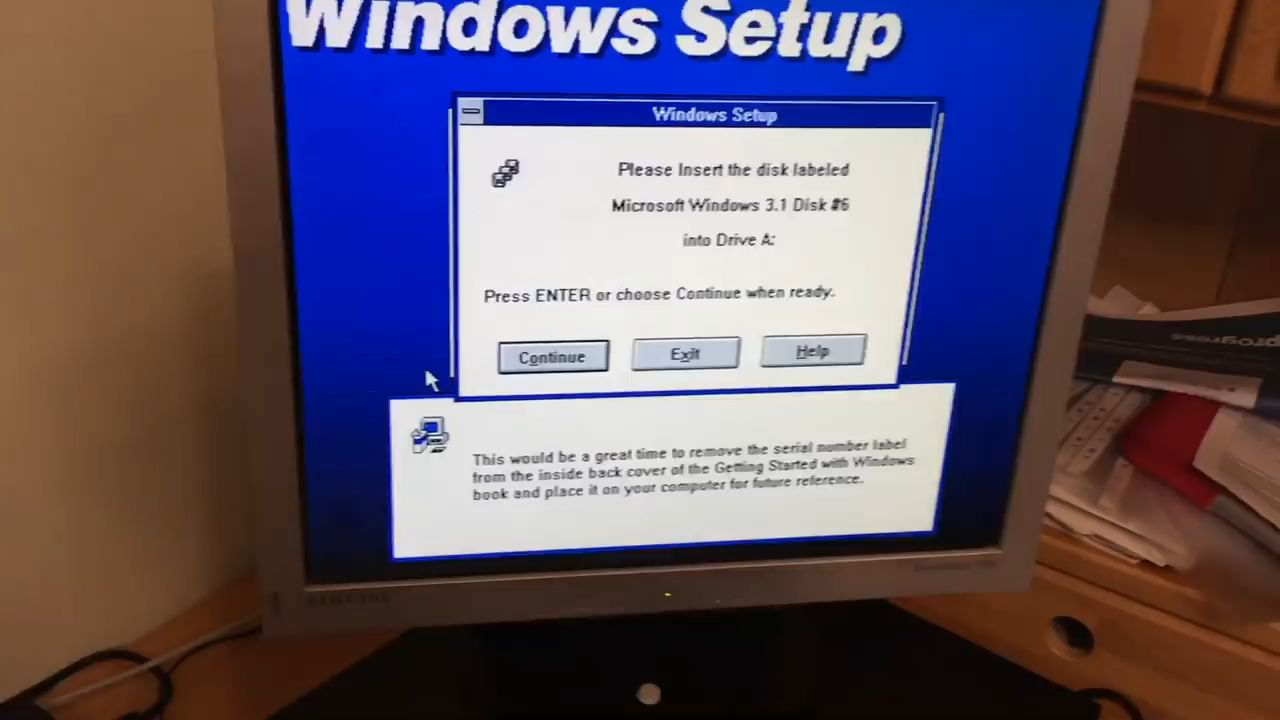 Windows Setup
Windows Setup
Please Insert the disk labeled
Microsoft Windows 3.1 Disk #6
into Drive A:
Press ENTER or choose Continue when ready.
Continue
Exit
Help
This would be a great time to remove the serial number label
from the inside back cover of the Getting Started with Windows
book and place it on your computer for future reference.
SAMSUNG
progress